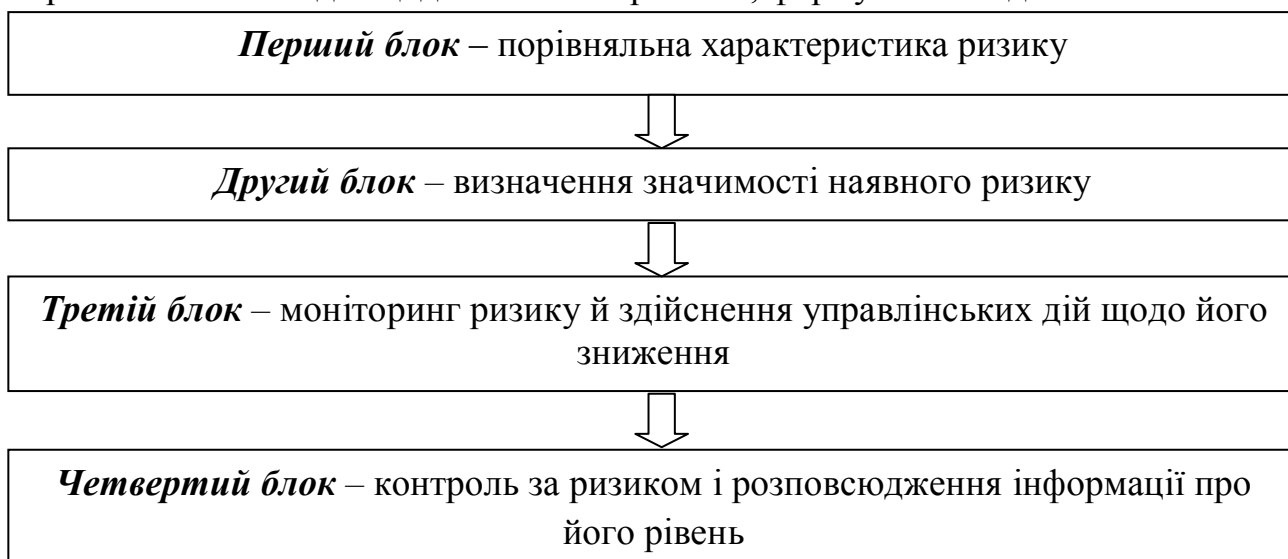 Перший блок – порівняльна характеристика ризику
Другий блок – визначення значимості наявного ризику
Третій блок – моніторинг ризику й здійснення управлінських дій щодо його
зниження
Четвертий блок – контроль за ризиком і розповсюдження інформації про
його рівень